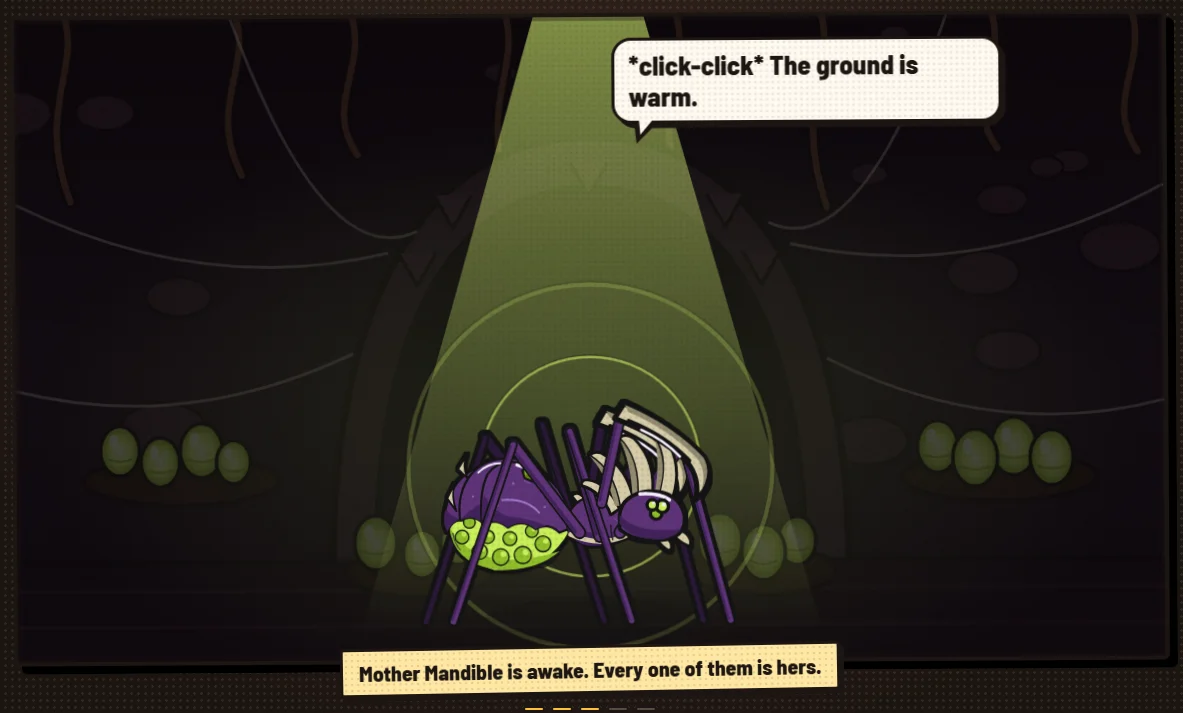 *click-click* The ground is
warm.
Mother Mandible is awake. Every one of them is hers.